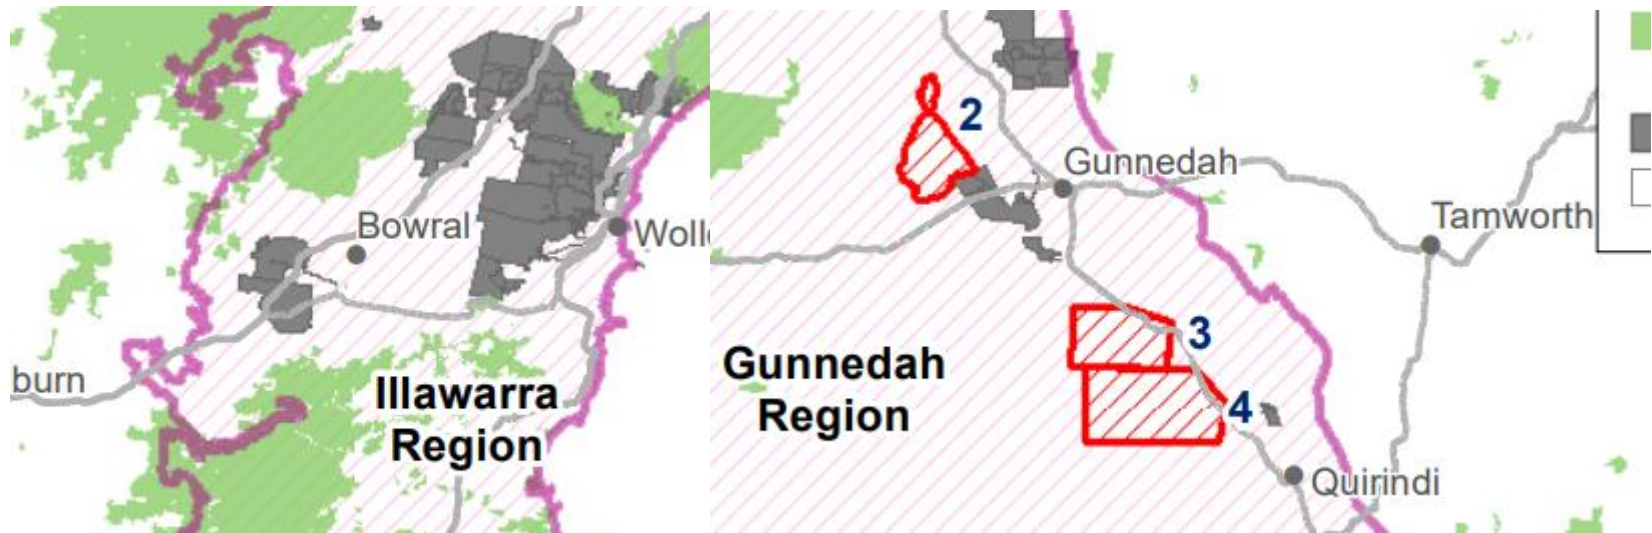 Bowral
Woll
burn
Illawarra
Region
2
Gunnedah
Tamworth
3
Gunnedah
Region
4
Quirindi